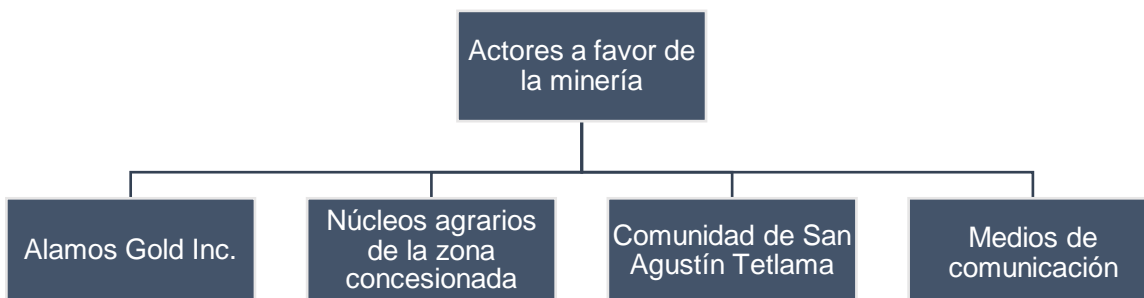 Actores a favor de
la minería
Alamos Gold Inc.
Núcleos agrarios
de la zona
concesionada
Comunidad de San
Agustín Tetlama
Medios de
comunicación